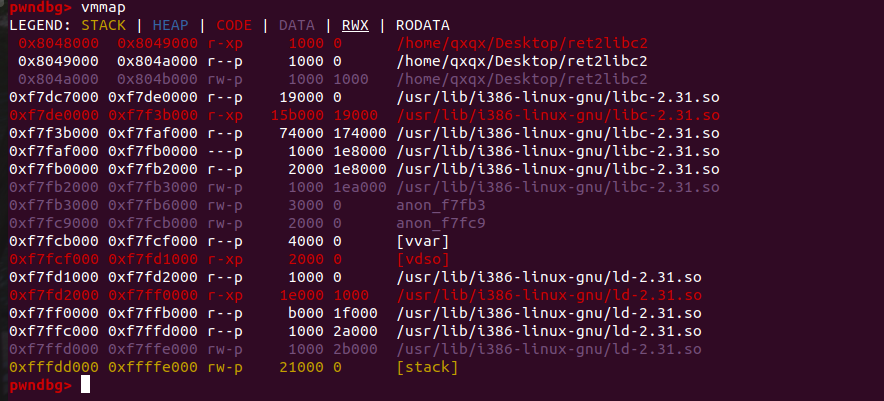 pwndbg> vmmap
LEGEND: STACK | HEAP | CODE | DATA | RWX | RODATA
0x8048000 0x8049000 r-xp 1000 0 /home/qxqx/Desktop/ret2libc2
0x8049000 0x804a000 r--p 1000 0 /home/qxqx/Desktop/ret2libc2
0x804a000 0x804b000 rw-p 1000 1000 /home/qxqx/Desktop/ret2libc2
0xf7dc7000 0xf7de0000 r--p 19000 0 /usr/lib/i386-linux-gnu/libc-2.31.so
0xf7de0000 0xf7f3b000 r-xp 15b000 19000 /usr/lib/i386-linux-gnu/libc-2.31.so
0xf7f3b000 0xf7faf000 r--p 74000 174000 /usr/lib/i386-linux-gnu/libc-2.31.so
0xf7faf000 0xf7fb0000 ---p 1000 1e8000 /usr/lib/i386-linux-gnu/libc-2.31.so
0xf7fb0000 0xf7fb2000 r--p 2000 1e8000 /usr/lib/i386-linux-gnu/libc-2.31.so
0xf7fb2000 0xf7fb3000 rw-p 1000 1ea000 /usr/lib/i386-linux-gnu/libc-2.31.so
0xf7fb3000 0xf7fb6000 rw-p 3000 0 anon_f7fb3
0xf7fc9000 0xf7fcb000 rw-p 2000 0 anon_f7fc9
0xf7fcb000 0xf7fcf000 r--p 4000 0 [vvar]
0xf7fcf000 0xf7fd1000 r-xp 2000 0 [vdso]
0xf7fd1000 0xf7fd2000 r--p 1000 0 /usr/lib/i386-linux-gnu/ld-2.31.so
0xf7fd2000 0xf7ff0000 r-xp 1e000 1000 /usr/lib/i386-linux-gnu/ld-2.31.so
0xf7ff0000 0xf7ffb000 r--p b000 1f000 /usr/lib/i386-linux-gnu/ld-2.31.so
0xf7ffc000 0xf7ffd000 r--p 1000 2a000 /usr/lib/i386-linux-gnu/ld-2.31.so
0xf7ffd000 0xf7ffe000 rw-p 1000 2b000 /usr/lib/i386-linux-gnu/ld-2.31.so
0xfffdd000 0xffffe000 rw-p 21000 0 [stack]
pwndbg>